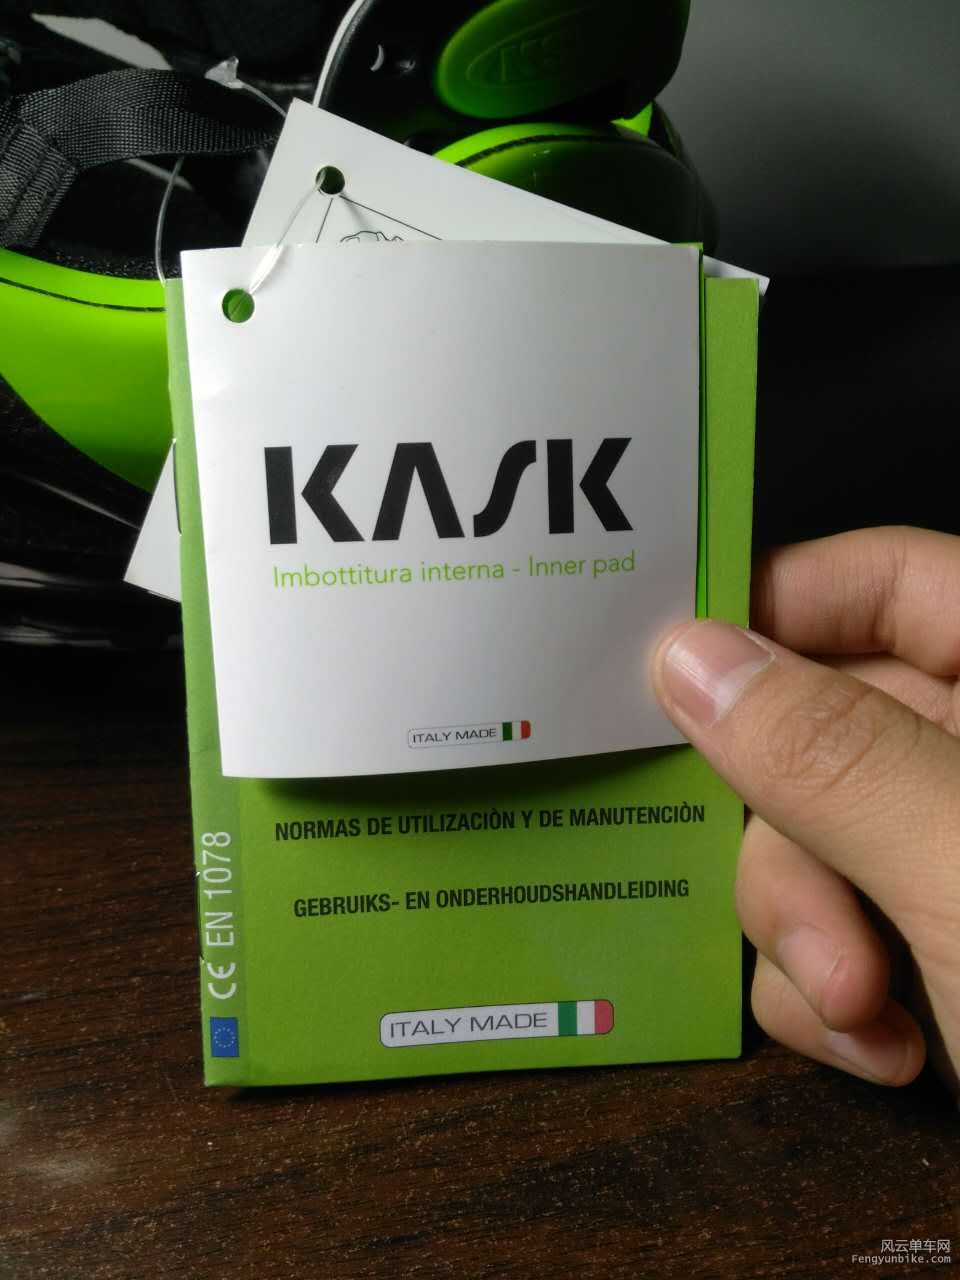 KASK
Imbottitura interna - Inner pad
ITALY MADE
NORMAS DE UTILIZACIÒN Y DE MANUTENCIÒN
GEBRUIKS- EN ONDERHOUDSHANDLEIDING
ITALY MADE
CE EN 1078
风云单车网
Fengyunbike.com